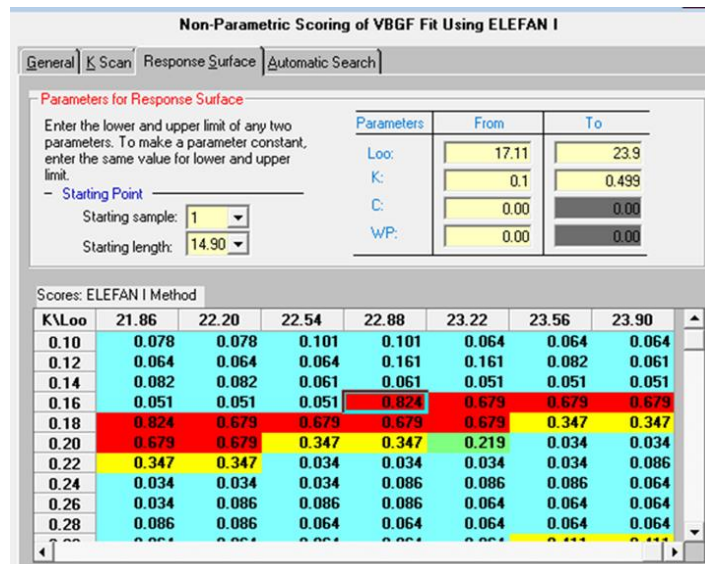 Non-Parametric Scoring of VBGF Fit Using ELEFAN I
General K Scan Response Surface Automatic Search
Parameters for Response Surface
Enter the lower and upper limit of any two
parameters. To make a parameter constant,
enter the same value for lower and upper
limit.
Starting Point
Starting sample: 1
Starting length: 14.90
Parameters From To
Loo: 17.11 23.9
K: 0.1 0.499
C: 0.00 0.00
WP: 0.00 0.00
Scores: ELEFAN I Method
K\Loo 21.86 22.20 22.54 22.88 23.22 23.56 23.90
0.10 0.078 0.078 0.101 0.101 0.064 0.064 0.064
0.12 0.064 0.064 0.064 0.161 0.161 0.082 0.061
0.14 0.082 0.082 0.061 0.061 0.051 0.051 0.051
0.16 0.051 0.051 0.051 0.824 0.679 0.679 0.679
0.18 0.824 0.679 0.679 0.679 0.679 0.347 0.347
0.20 0.679 0.679 0.347 0.347 0.219 0.034 0.034
0.22 0.347 0.347 0.034 0.034 0.034 0.034 0.086
0.24 0.034 0.034 0.034 0.086 0.086 0.086 0.064
0.26 0.034 0.086 0.086 0.086 0.064 0.064 0.064
0.28 0.086 0.086 0.064 0.064 0.064 0.064 0.064